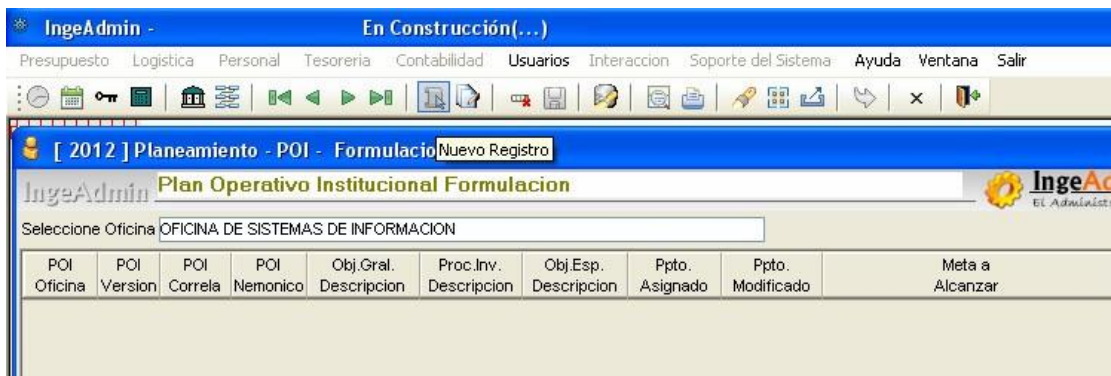 IngeAdmin - En Construcción(...)
Presupuesto Logistica Personal Tesoreria Contabilidad Usuarios Interaccion Soporte del Sistema Ayuda Ventana Salir
[ 2012 ] Planeamiento - POI - Formulacio
Nuevo Registro
IngeAdmin Plan Operativo Institucional Formulacion
IngeAd
El Administ
Seleccione Oficina OFICINA DE SISTEMAS DE INFORMACION
POI POI POI POI Obj.Gral. Proc.Inv. Obj.Esp. Ppto. Ppto. Meta a
Oficina Version Correla Nemonico Descripcion Descripcion Descripcion Asignado Modificado Alcanzar